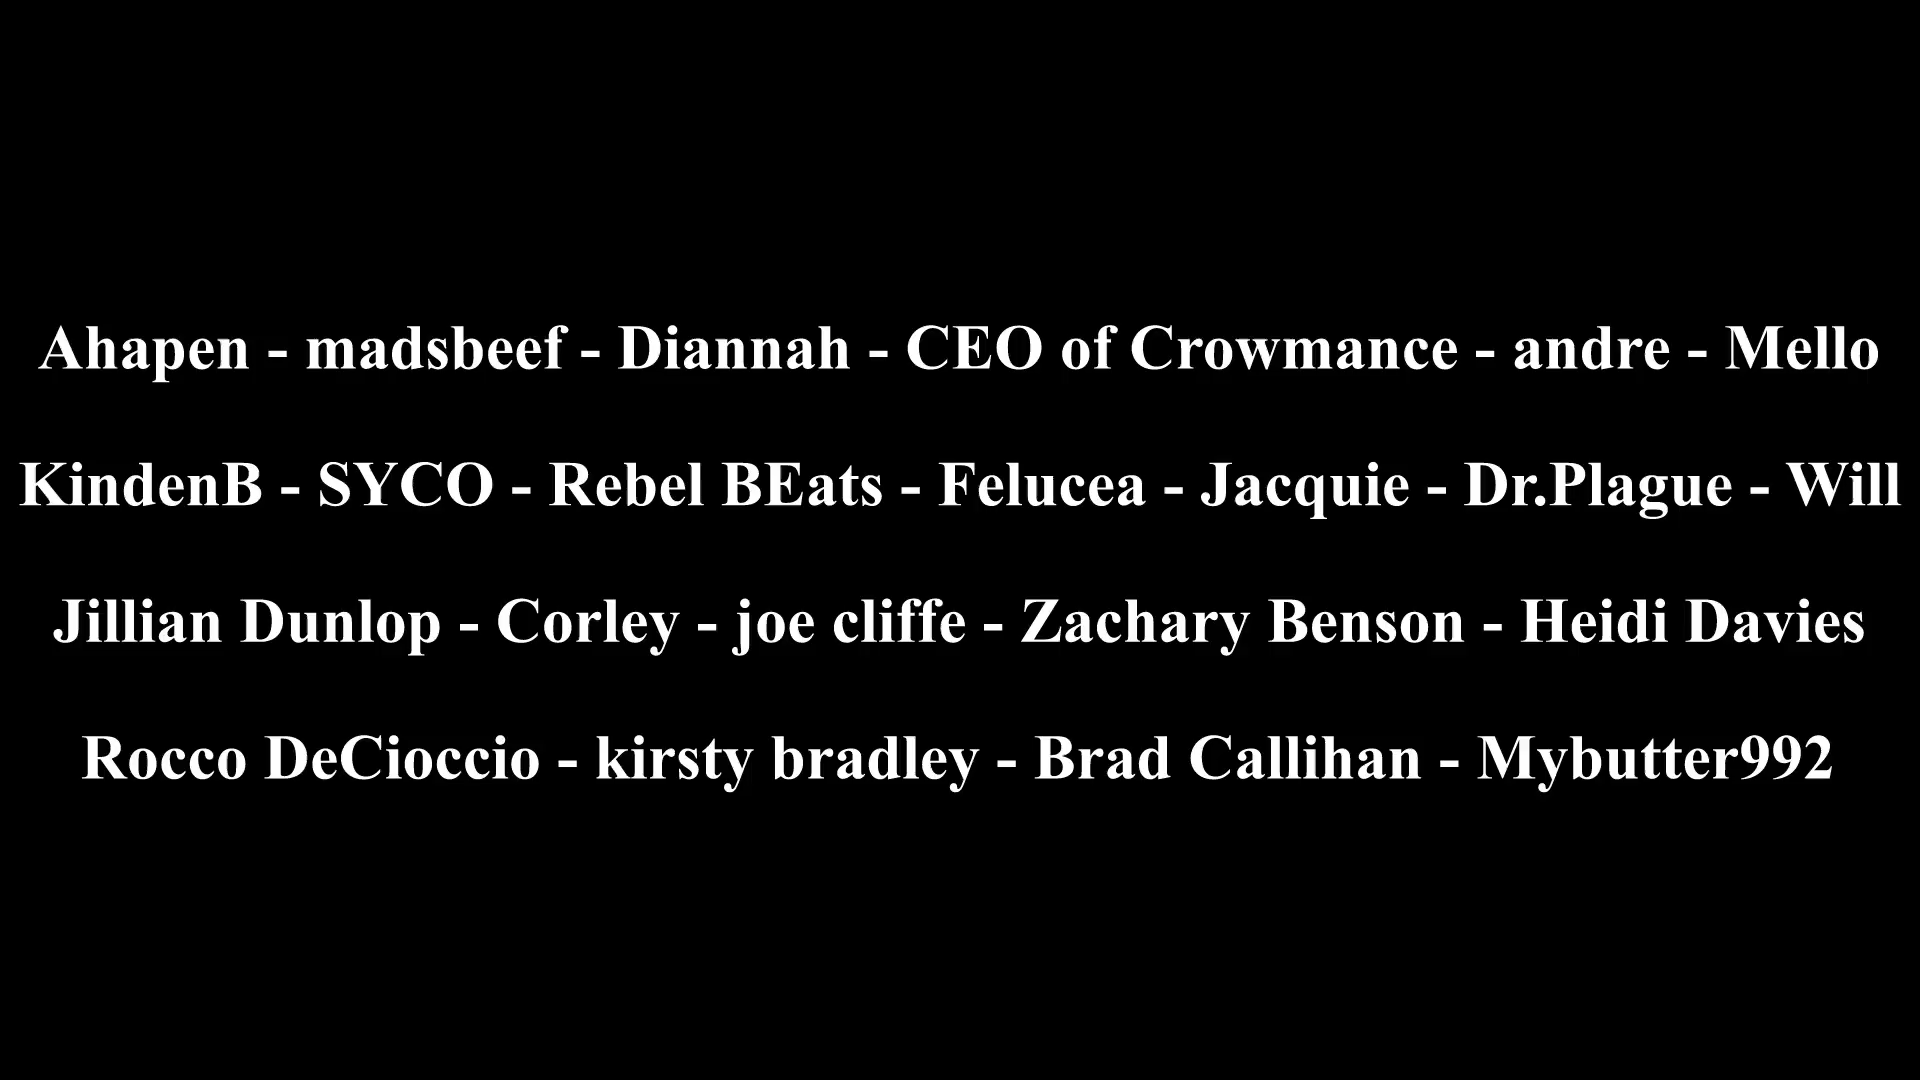 Ahapen - madsbeef - Diannah - CEO of Crowmance - andre - Mello
KindenB - SYCO - Rebel BEats - Felucea - Jacquie - Dr.Plague - Will
Jillian Dunlop - Corley - joe cliffe - Zachary Benson - Heidi Davies
Rocco DeCioccio - kirsty bradley - Brad Callihan - Mybutter992